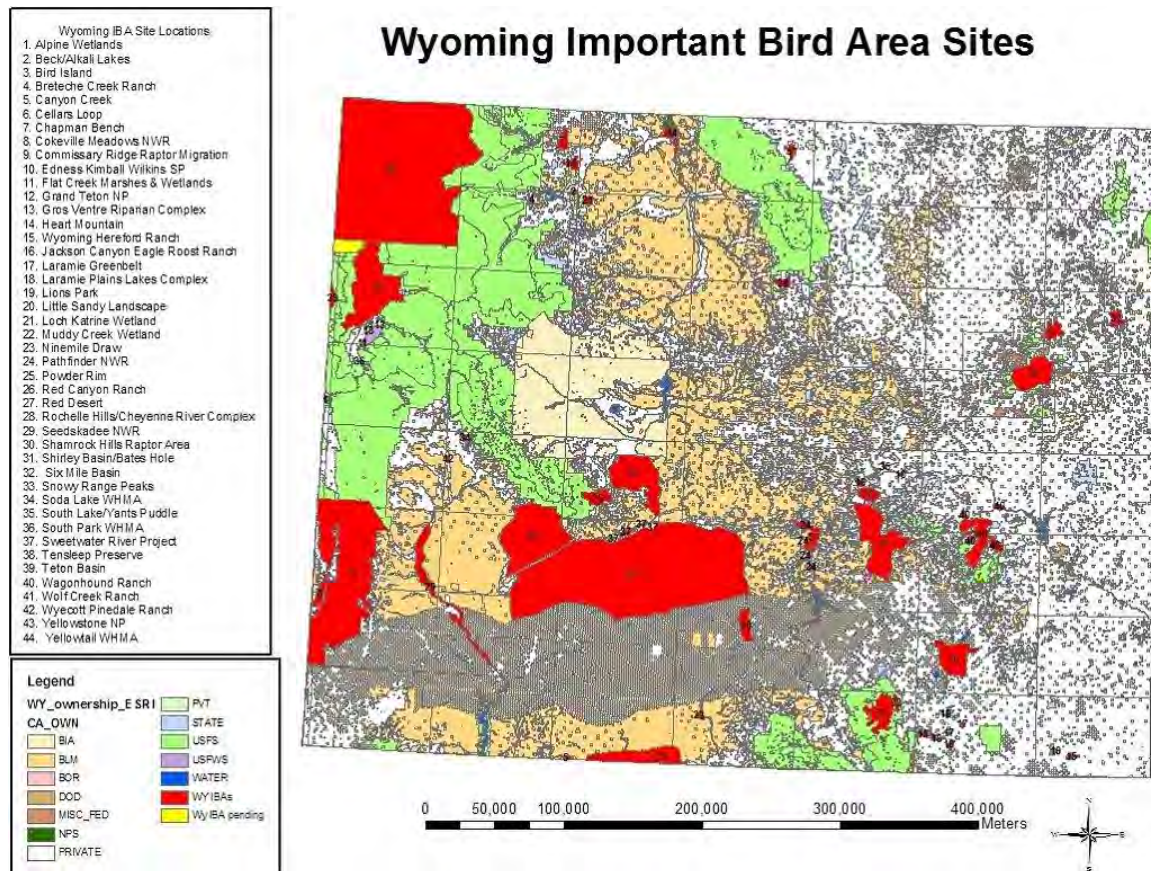 Wyoming Important Bird Area Sites
Wyoming IBA Site Locations
1. Alpine Wetlands
2. Beck/Alkali Lakes
3. Bird Island
4. Breteche Creek Ranch
5. Canyon Creek
6. Cellars Loop
7. Chapman Bench
8. Cokeville Meadows NWR
9. Commissary Ridge Raptor Migration
10. Edness Kimball Wilkins SP
11. Flat Creek Marshes & Wetlands
12. Grand Teton NP
13. Gros Ventre Riparian Complex
14. Heart Mountain
15. Wyoming Hereford Ranch
16. Jackson Canyon Eagle Roost Ranch
17. Laramie Greenbelt
18. Laramie Plains Lakes Complex
19. Lions Park
20. Little Sandy Landscape
21. Loch Katrine Wetland
22. Muddy Creek Wetland
23. Ninemile Draw
24. Pathfinder NWR
25. Powder Rim
26. Red Canyon Ranch
27. Red Desert
28. Rochelle Hills/Cheyenne River Complex
29. Seedskadee NWR
30. Shamrock Hills Raptor Area
31. Shirley Basin/Bates Hole
32. Six Mile Basin
33. Snowy Range Peaks
34. Soda Lake WHMA
35. South Lake/Yants Puddle
36. South Park WHMA
37. Sweetwater River Project
38. Tensleep Preserve
39. Teton Basin
40. Wagonhound Ranch
41. Wolf Creek Ranch
42. Wyecott Pinedale Ranch
43. Yellowstone NP
44. Yellowtail WHMA
Legend
WY_ownership_ESRI
CA_OWN
BIA
BLM
BOR
DOD
MISC_FED
NPS
PRIVATE
PVT
STATE
USFS
USFWS
WATER
WYIBAs
WyIBA pending
0 50,000 100,000 200,000 300,000 400,000
Meters
N
W E
S